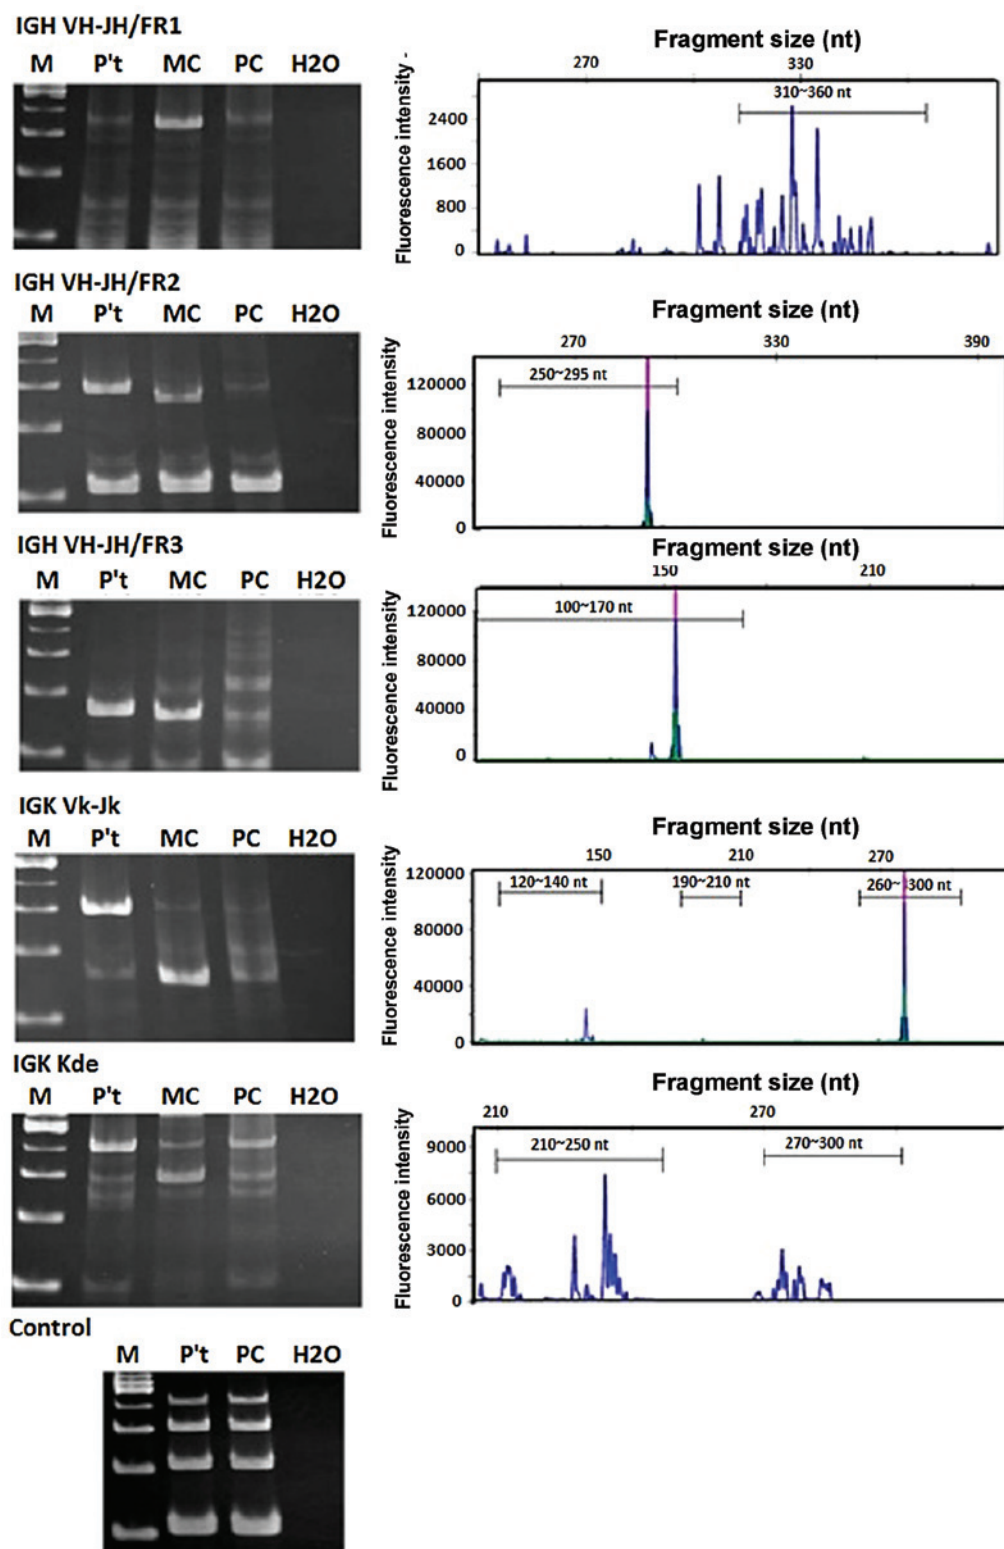 IGH VH-JH/FR1
M P't MC PC H2O
Fragment size (nt)
270 330
Fluorescence intensity
310~360 nt
2400
1600
800
0
IGH VH-JH/FR2
M P't MC PC H2O
Fragment size (nt)
270 330 390
Fluorescence intensity
250~295 nt
120000
80000
40000
0
IGH VH-JH/FR3
M P't MC PC H2O
Fragment size (nt)
150 210
Fluorescence intensity
100~170 nt
120000
80000
40000
0
IGK Vk-Jk
M P't MC PC H2O
Fragment size (nt)
150 210 270
Fluorescence intensity
120~140 nt 190~210 nt 260~300 nt
120000
80000
40000
0
IGK Kde
M P't MC PC H2O
Fragment size (nt)
210 270
Fluorescence intensity
210~250 nt 270~300 nt
9000
6000
3000
0
Control
M P't PC H2O